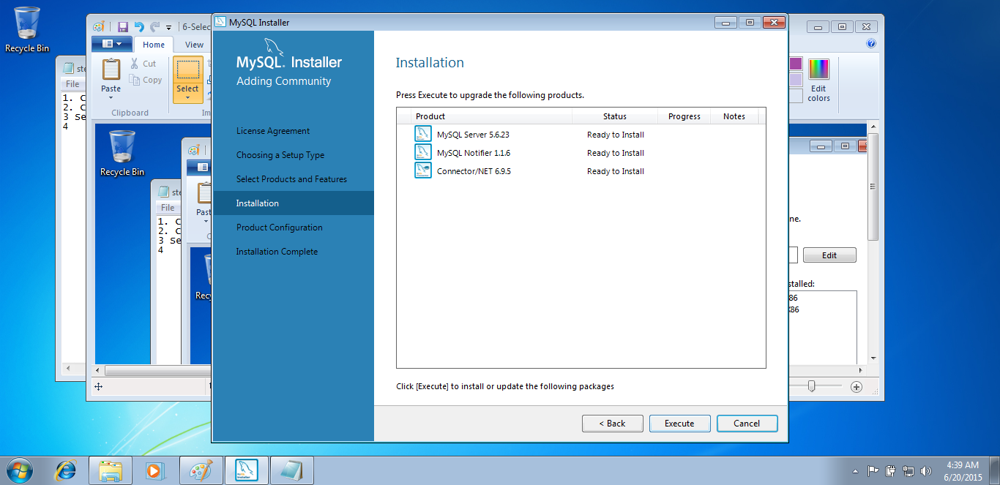 Recycle Bin
6-Selec
Home
View
Paste
Cut
Copy
Select
Clipboard
Im
Edit
colors
ste
File
1. C
2. C
3 Se
4
Recycle Bin
ste
File
1. C
2. C
3 Se
4
Past
C
Recy
MySQL Installer
MySQL. Installer
Adding Community
License Agreement
Choosing a Setup Type
Select Products and Features
Installation
Product Configuration
Installation Complete
Installation
Press Execute to upgrade the following products.
Product Status Progress Notes
MySQL Server 5.6.23 Ready to Install
MySQL Notifier 1.1.6 Ready to Install
Connector/NET 6.9.5 Ready to Install
Click [Execute] to install or update the following packages
< Back Execute Cancel
ne.
Edit
stalled:
86
X86
4:39 AM
6/20/2015